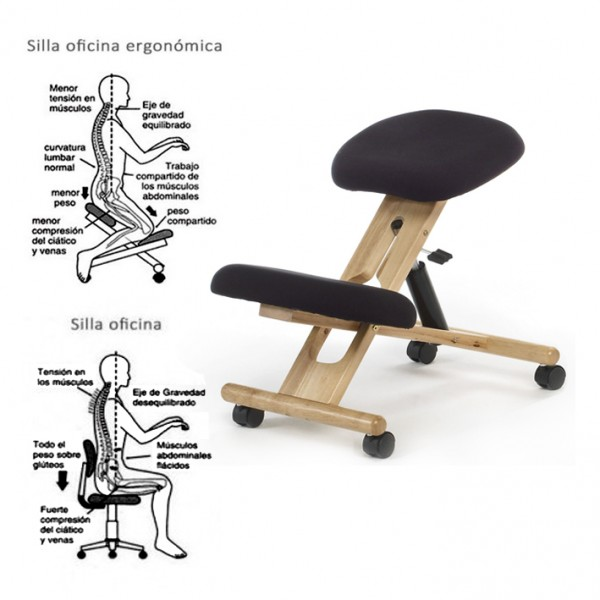 Silla oficina ergonómica
Menor
tensión en
músculos
Eje de
gravedad
equilibrado
curvatura
lumbar
normal
Trabajo
compartido de
los músculos
abdominales
menor
peso
peso
compartido
menor
compresión
del ciático
y venas
Silla oficina
Tensión en
los músculos
Eje de Gravedad
desequilibrado
Todo el
peso sobre
glúteos
Músculos
abdominales
flácidos
Fuerte
compresión
del ciático
y venas